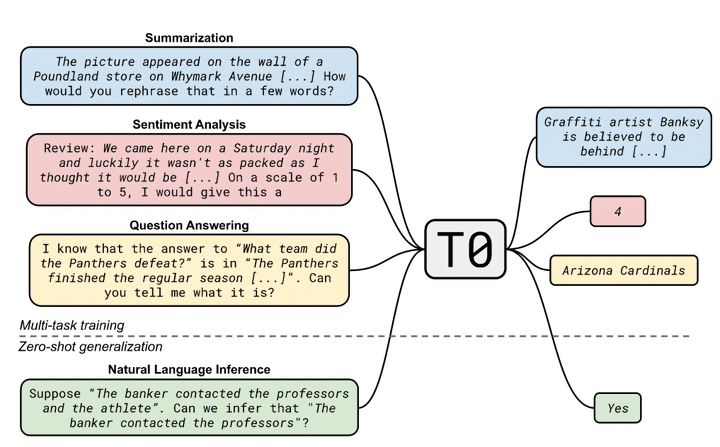 Summarization
The picture appeared on the wall of a
Poundland store on Whymark Avenue [...] How
would you rephrase that in a few words?
Sentiment Analysis
Review: We came here on a Saturday night
and luckily it wasn't as packed as I
thought it would be [...] On a scale of 1
to 5, I would give this a
Question Answering
I know that the answer to “What team did
the Panthers defeat?” is in “The Panthers
finished the regular season [...]”. Can
you tell me what it is?
Multi-task training
Zero-shot generalization
Natural Language Inference
Suppose “The banker contacted the professors
and the athlete”. Can we infer that "The
banker contacted the professors"?
T0
Graffiti artist Banksy
is believed to be
behind [...]
4
Arizona Cardinals
Yes